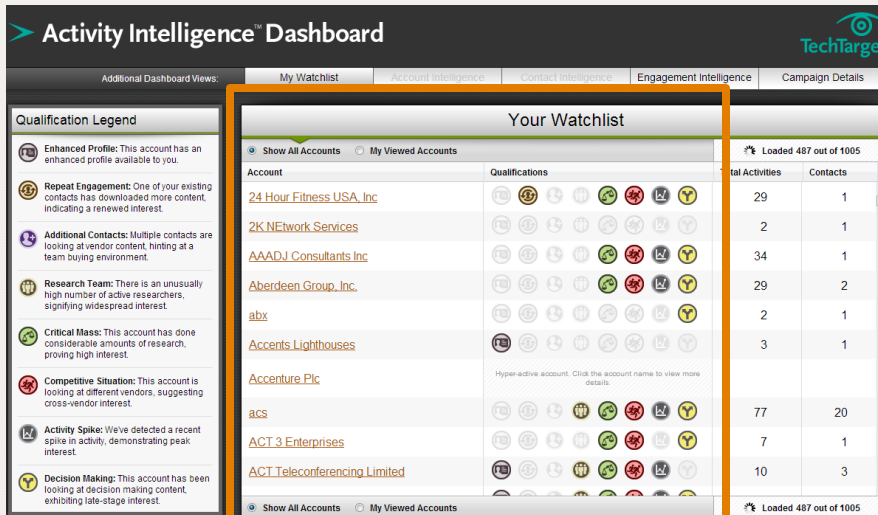 Activity Intelligence™ Dashboard
TechTarge
Additional Dashboard Views:
My Watchlist
Account Intelligence
Contact Intelligence
Engagement Intelligence
Campaign Details
Qualification Legend
Enhanced Profile: This account has an
enhanced profile available to you.
Repeat Engagement: One of your existing
contacts has downloaded more content,
indicating a renewed interest.
Additional Contacts: Multiple contacts are
looking at vendor content, hinting at a
team buying environment.
Research Team: There is an unusually
high number of active researchers,
signifying widespread interest.
Critical Mass: This account has done
considerable amounts of research,
proving high interest.
Competitive Situation: This account is
looking at different vendors, suggesting
cross-vendor interest.
Activity Spike: We've detected a recent
spike in activity, demonstrating peak
interest.
Decision Making: This account has been
looking at decision making content,
exhibiting late-stage interest.
Your Watchlist
Show All Accounts My Viewed Accounts Loaded 487 out of 1005
Account Qualifications Total Activities Contacts
24 Hour Fitness USA, Inc 29 1
2K NEtwork Services 2 1
AAADJ Consultants Inc 34 1
Aberdeen Group, Inc. 29 2
abx 2 1
Accents Lighthouses 3 1
Accenture Plc Hyper-active account. Click the account name to view more
details.
acs 77 20
ACT 3 Enterprises 7 1
ACT Teleconferencing Limited 10 3
Show All Accounts My Viewed Accounts Loaded 487 out of 1005